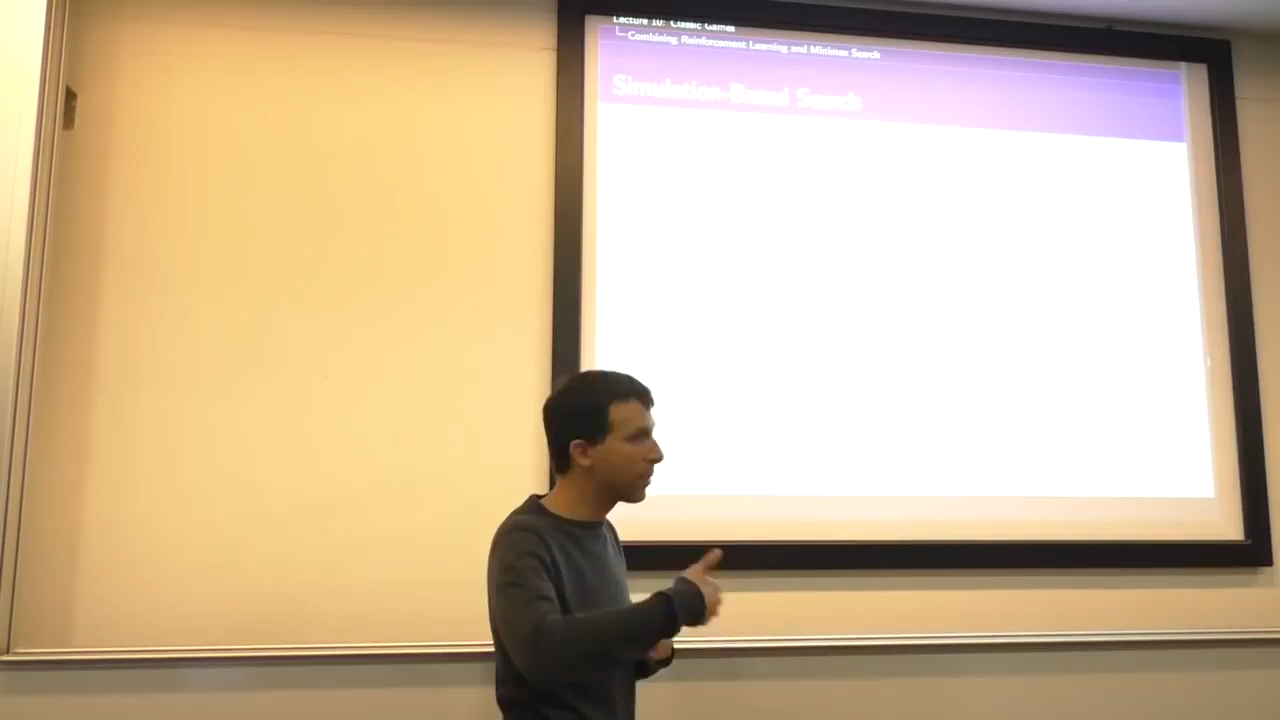 Lecture 10: Classic Games
Combining Reinforcement Learning and Minimax Search
Simulation-Based Search